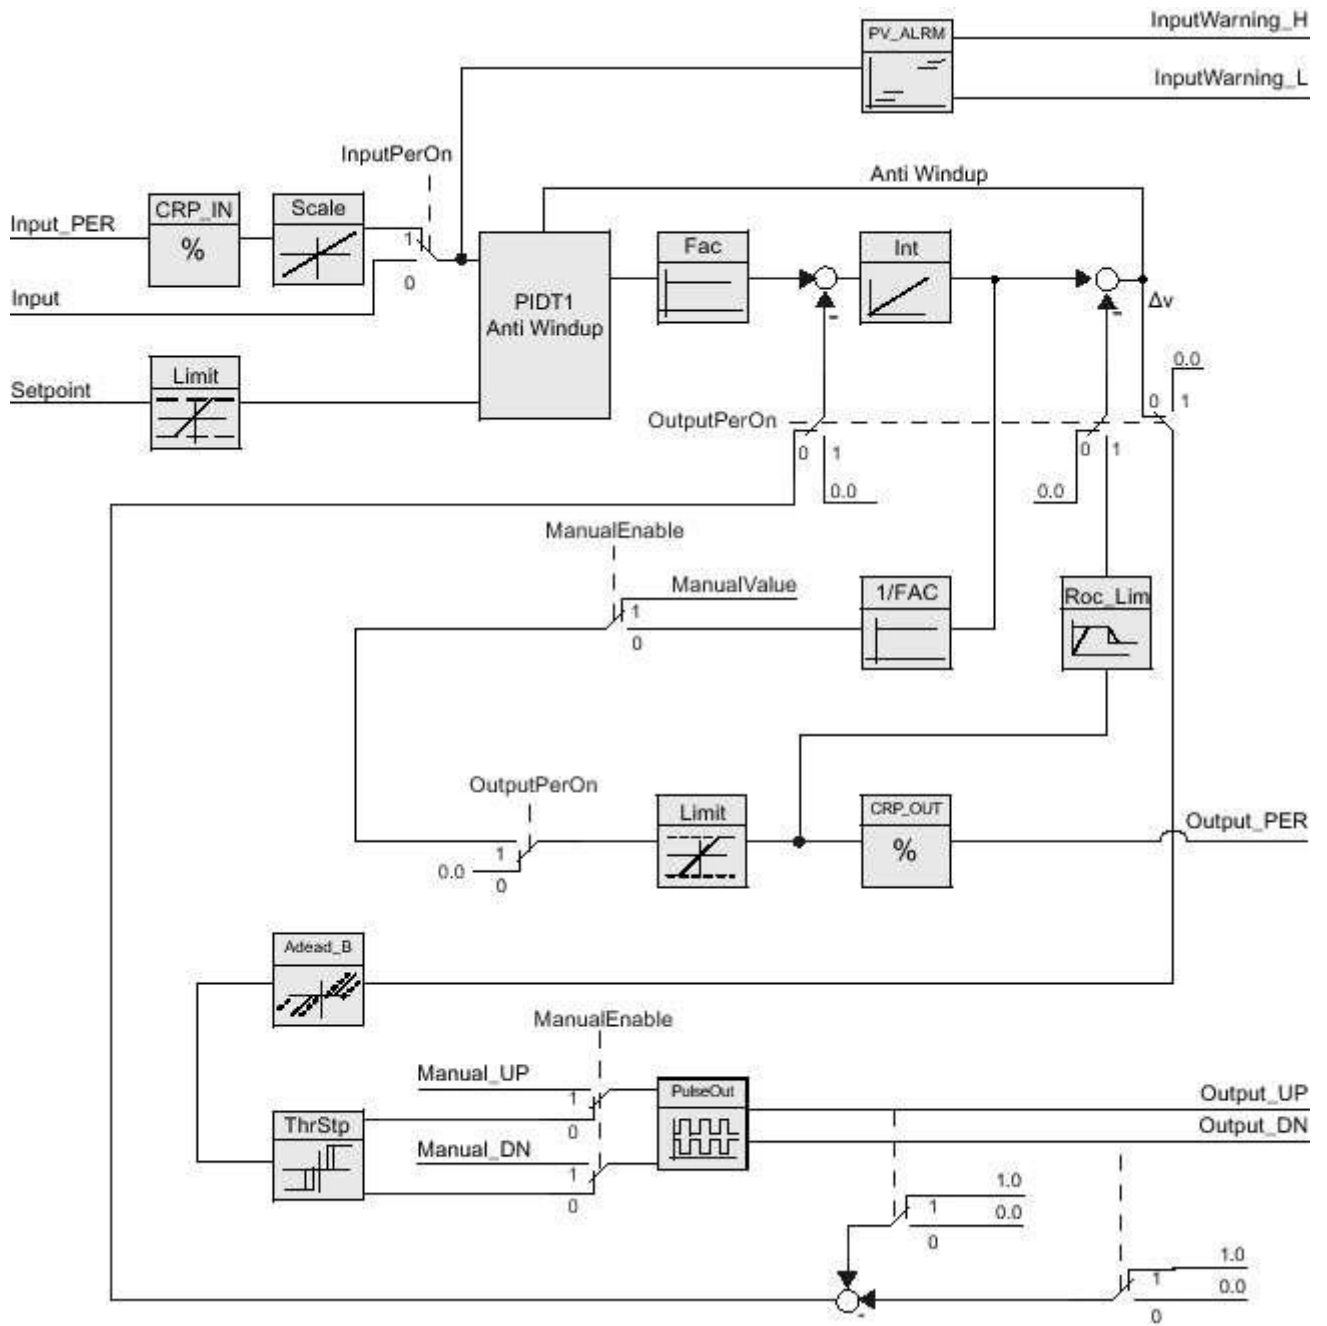 InputWarning_H
PV_ALRM
InputWarning_L
InputPerOn
Anti Windup
CRP_IN
Scale
Input_PER
%
1
0
Input
Fac
Int
PIDT1
Anti Windup
-
-
Δv
Setpoint
Limit
0.0
0 1
OutputPerOn
0 1
0.0
0 1
0.0
ManualEnable
ManualValue
1
0
1/FAC
Roc_Lim
OutputPerOn
1
0.0
0
Limit
CRP_OUT
%
Output_PER
Adead_B
ManualEnable
Manual_UP
1
0
PulseOut
Output_UP
ThrStp
Manual_DN
1
0
Output_DN
1.0
1
0.0
0
1.0
1
0.0
0
-